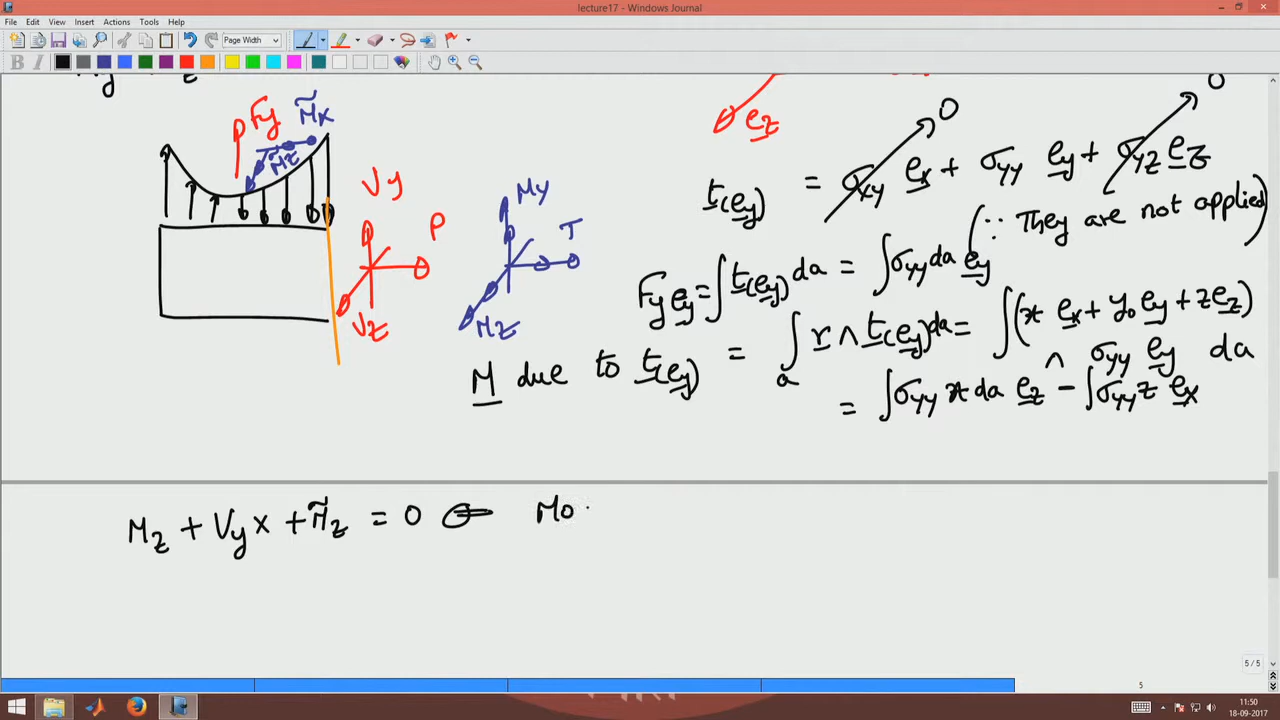 lecture17 - Windows Journal
File Edit View Insert Actions Tools Help
Page Width
B I
Fy M̃x
M̃z
Vy
P
Vz
My
T
Mz
ez
0
0
t(ey) = σxy ex + σyy ey + σyz ez
(∵ They are not applied)
Fy ey = ∫ t(ey) da = ∫ σyy da ey
M due to t(ey) = ∫a r ∧ t(ey) da = ∫ (x ex + y₀ ey + z ez)
∧ σyy ey da
= ∫ σyy x da ez - ∫ σyy z ex
Mz + Vy x + M̃z = 0 Mo
5 / 5
5
11:50
18-09-2017